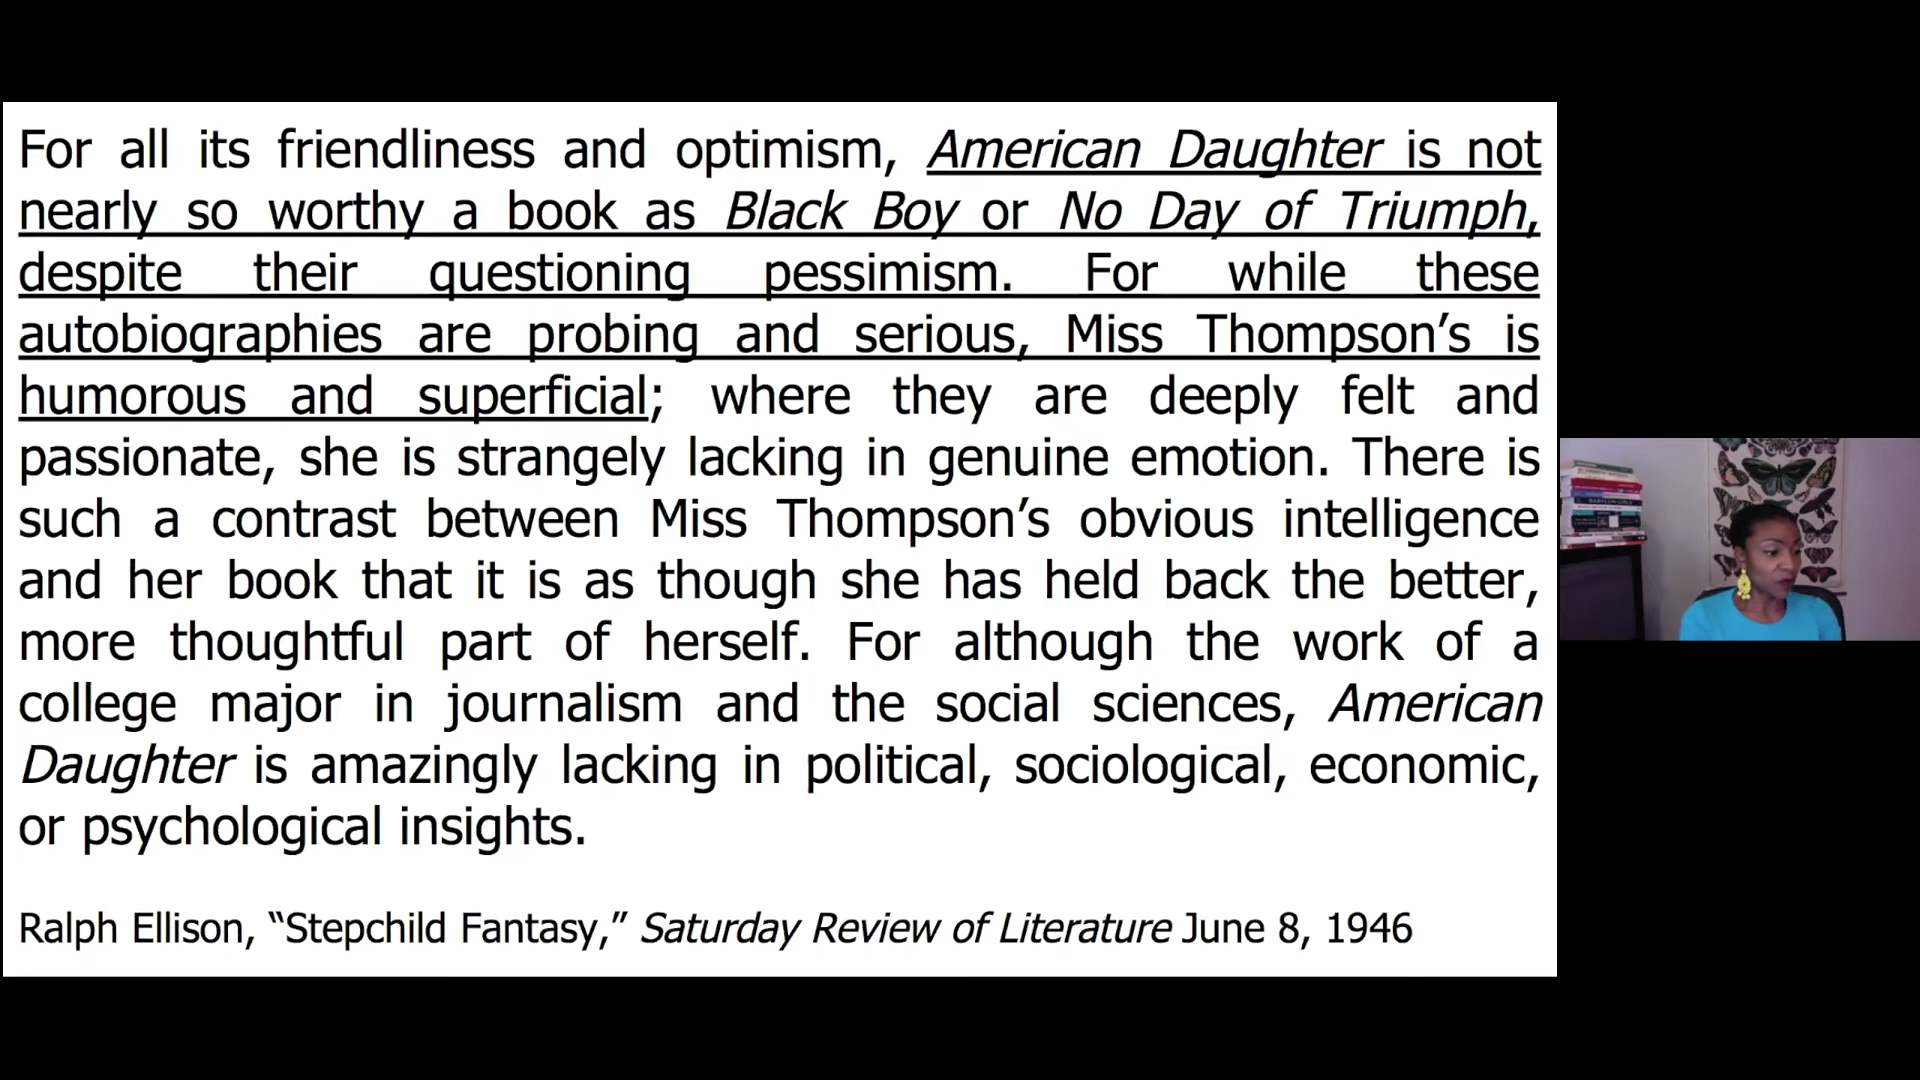 For all its friendliness and optimism, American Daughter is not
nearly so worthy a book as Black Boy or No Day of Triumph,
despite their questioning pessimism. For while these
autobiographies are probing and serious, Miss Thompson’s is
humorous and superficial; where they are deeply felt and
passionate, she is strangely lacking in genuine emotion. There is
such a contrast between Miss Thompson’s obvious intelligence
and her book that it is as though she has held back the better,
more thoughtful part of herself. For although the work of a
college major in journalism and the social sciences, American
Daughter is amazingly lacking in political, sociological, economic,
or psychological insights.
Ralph Ellison, “Stepchild Fantasy,” Saturday Review of Literature June 8, 1946